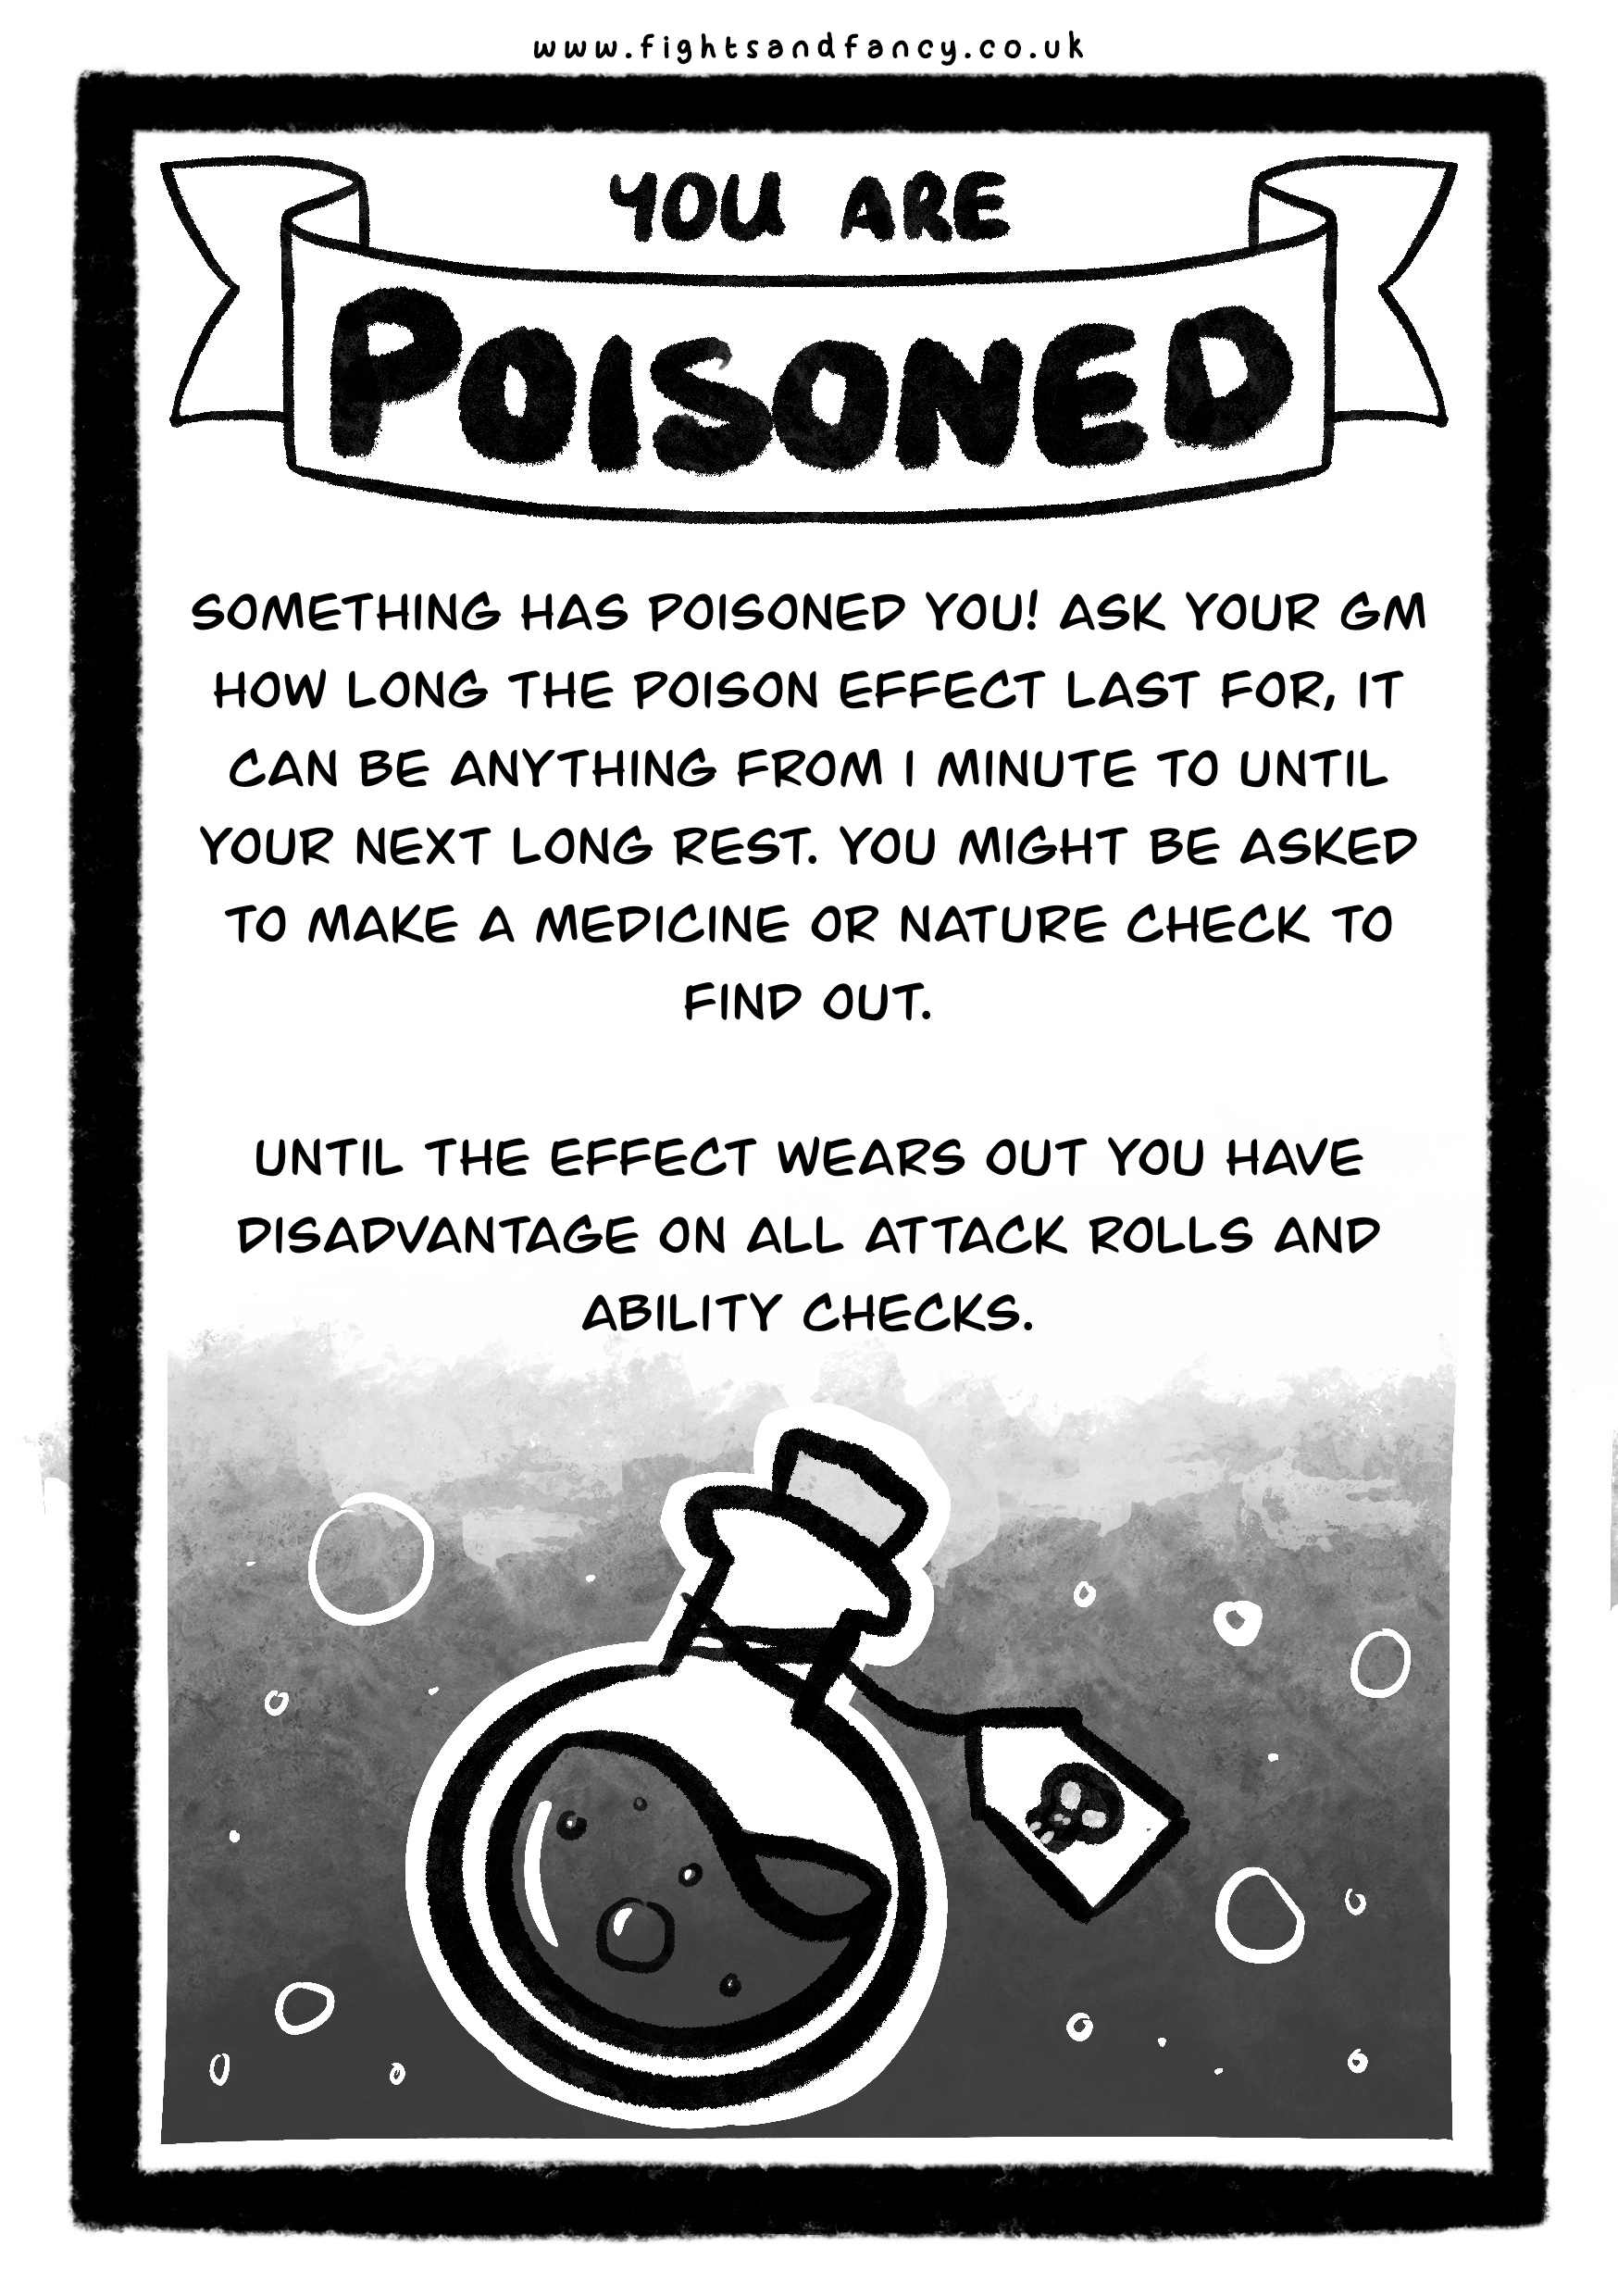 www.fightsandfancy.co.uk
YOU ARE
POISONED
SOMETHING HAS POISONED YOU! ASK YOUR GM
HOW LONG THE POISON EFFECT LAST FOR, IT
CAN BE ANYTHING FROM 1 MINUTE TO UNTIL
YOUR NEXT LONG REST. YOU MIGHT BE ASKED
TO MAKE A MEDICINE OR NATURE CHECK TO
FIND OUT.
UNTIL THE EFFECT WEARS OUT YOU HAVE
DISADVANTAGE ON ALL ATTACK ROLLS AND
ABILITY CHECKS.